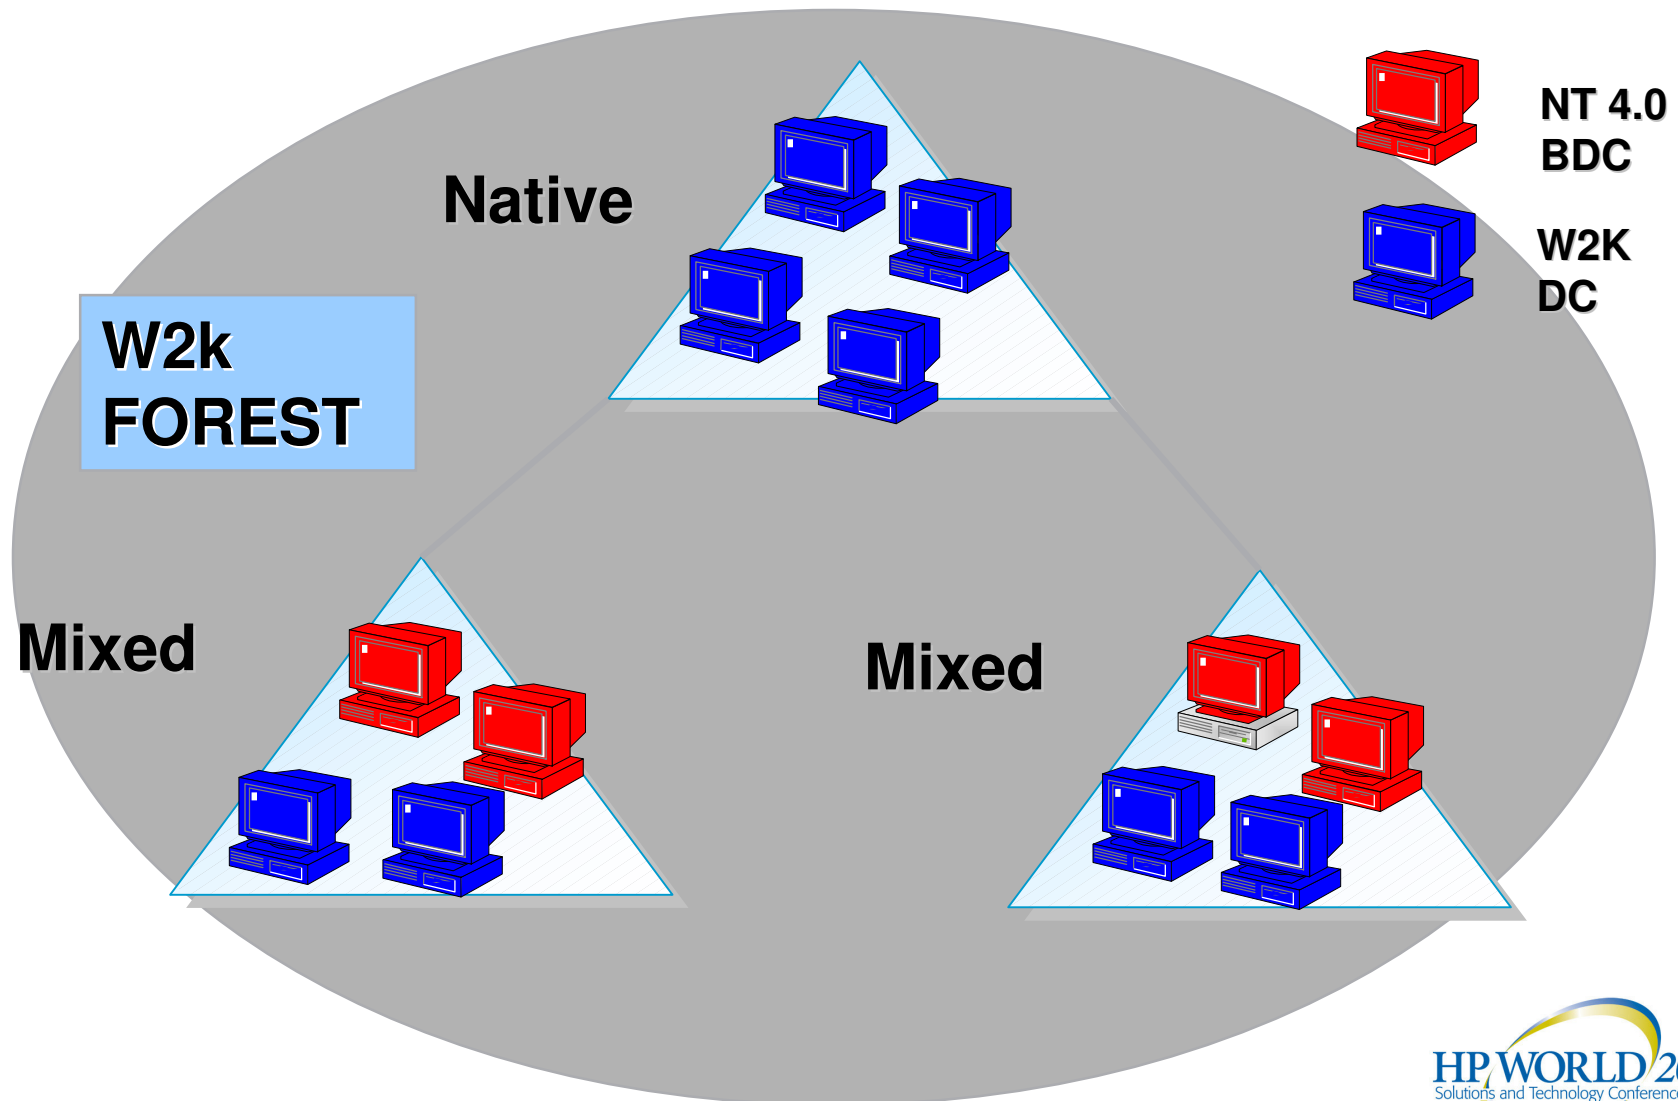 NT 4.0
BDC
Native
W2K
DC
W2k
FOREST
Mixed
Mixed
HP WORLD
Solutions and Technology